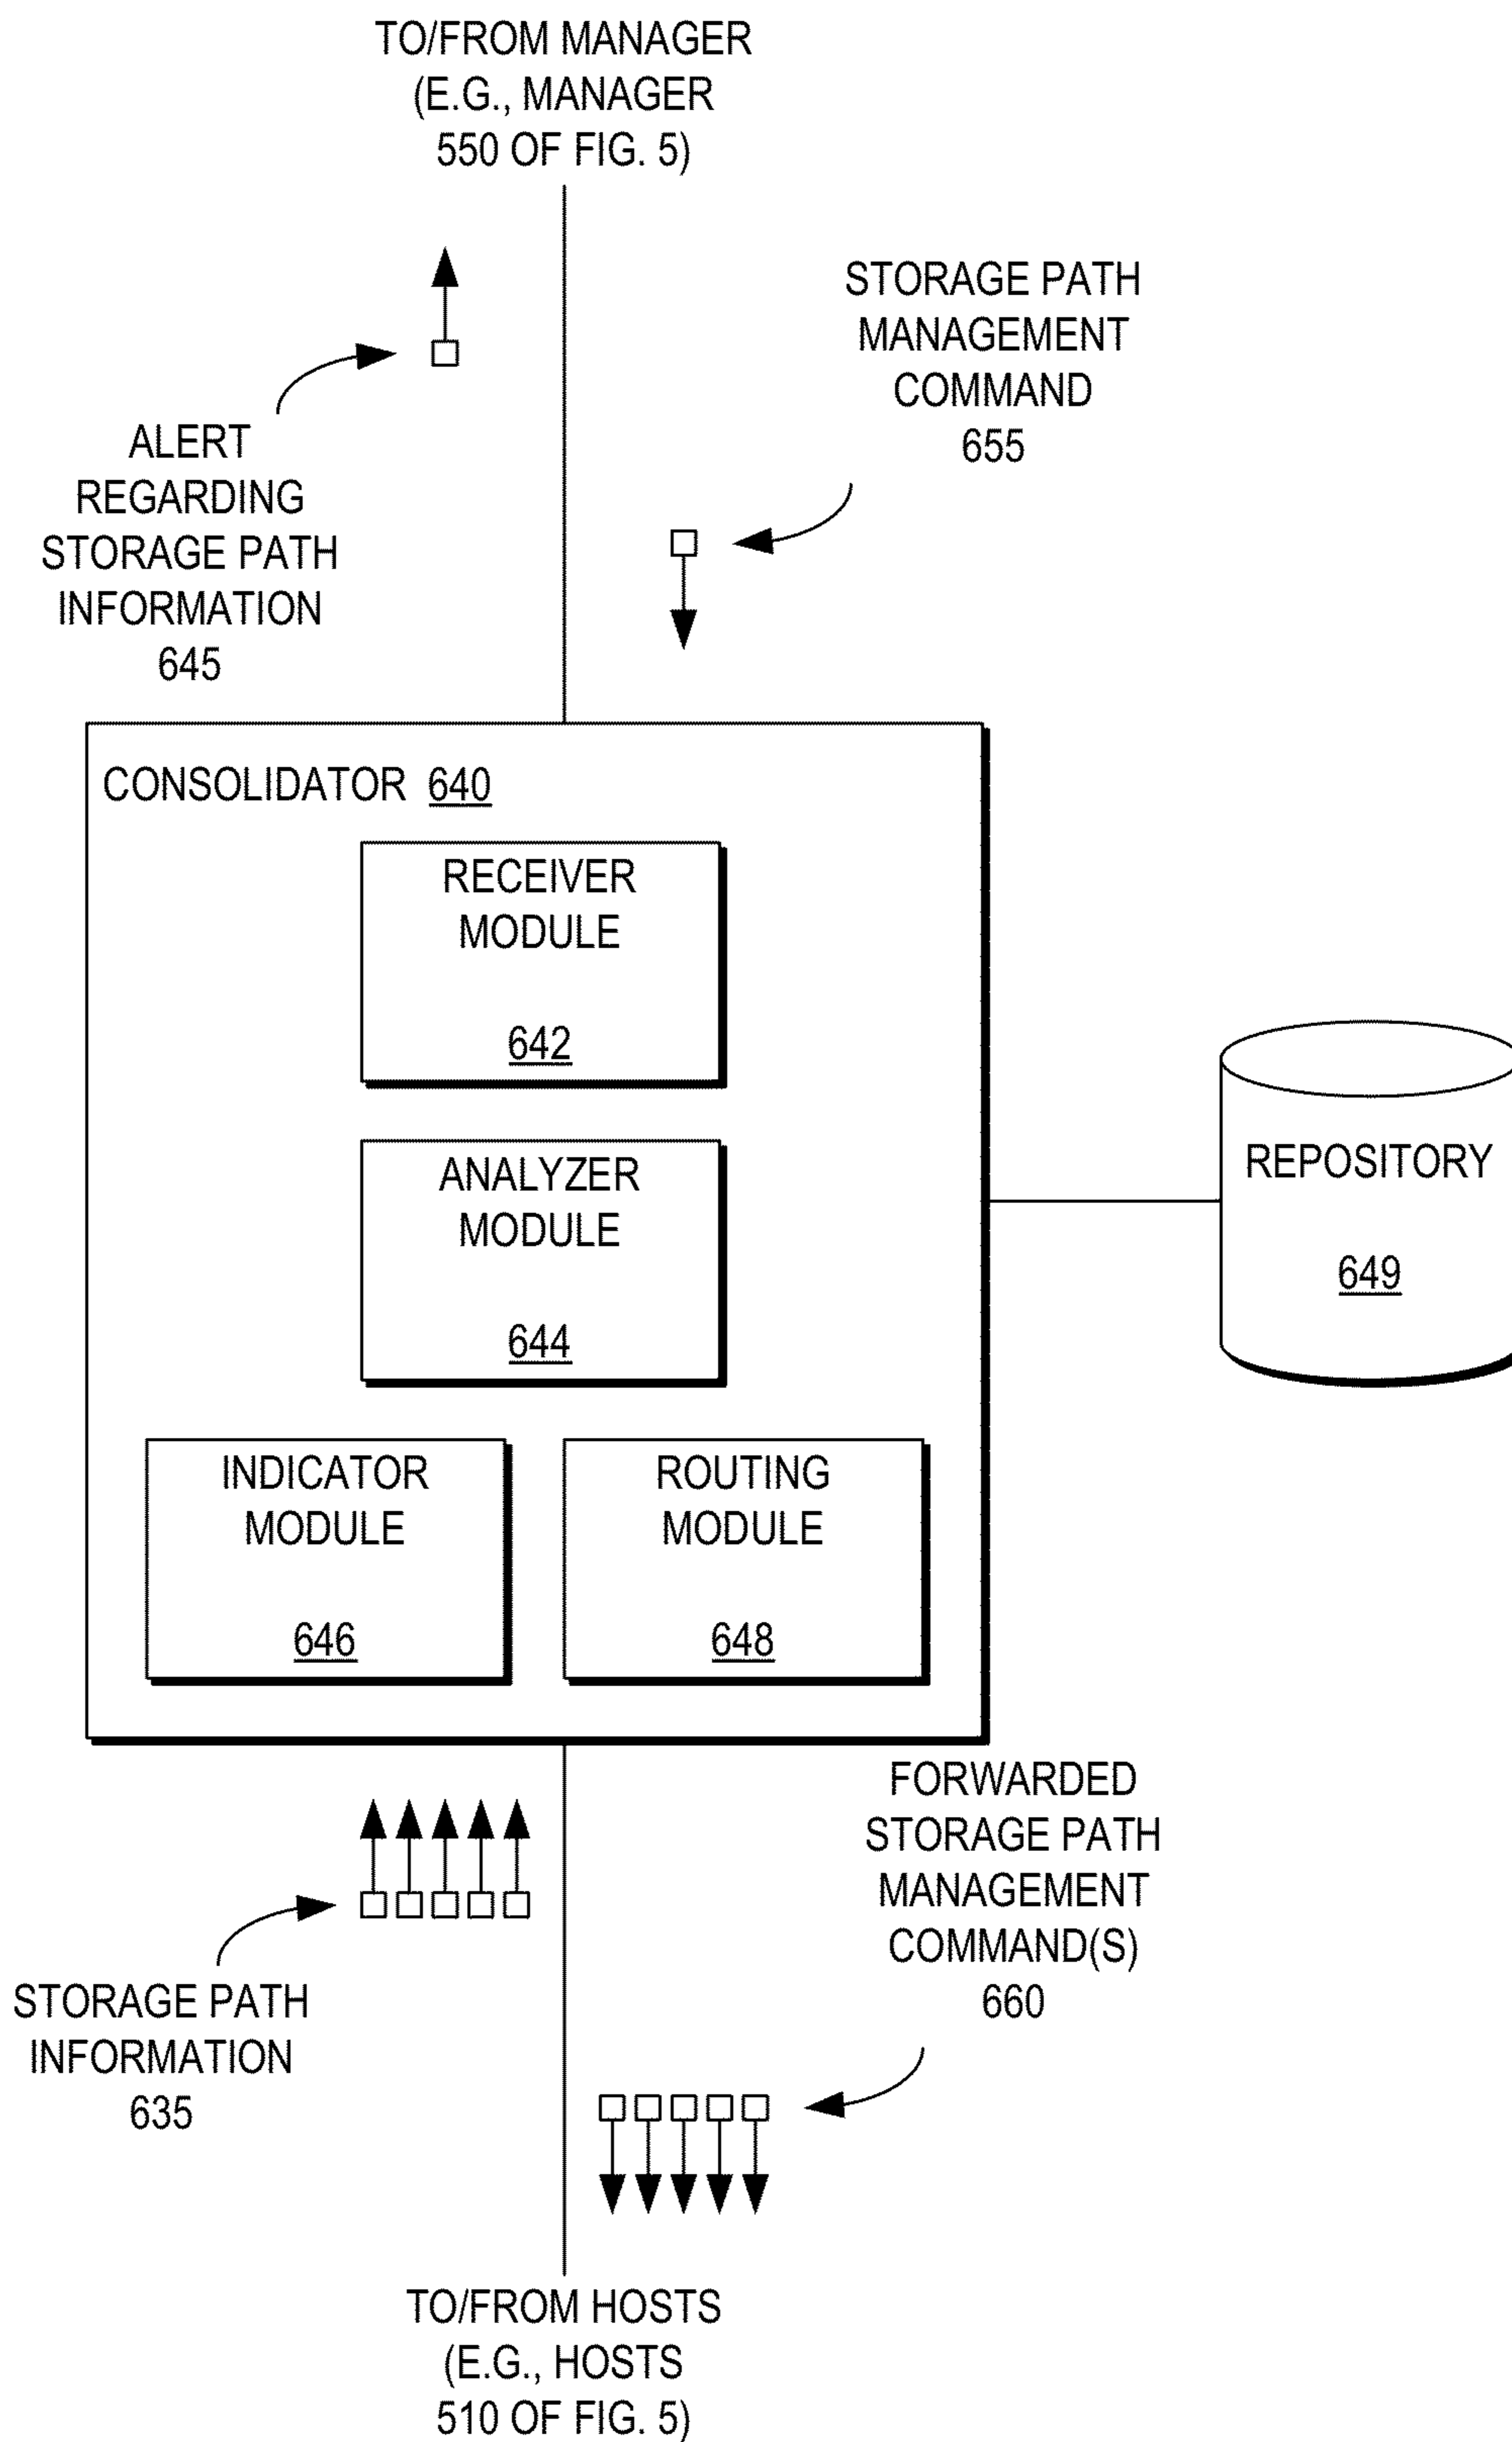 TO/FROM MANAGER
(E.G., MANAGER
550 OF FIG. 5)
STORAGE PATH
MANAGEMENT
COMMAND
655
ALERT
REGARDING
STORAGE PATH
INFORMATION
645
CONSOLIDATOR 640
RECEIVER
MODULE
642
ANALYZER
MODULE
644
REPOSITORY
649
INDICATOR
MODULE
646
ROUTING
MODULE
648
FORWARDED
STORAGE PATH
MANAGEMENT
COMMAND(S)
660
STORAGE PATH
INFORMATION
635
TO/FROM HOSTS
(E.G., HOSTS
510 OF FIG. 5)